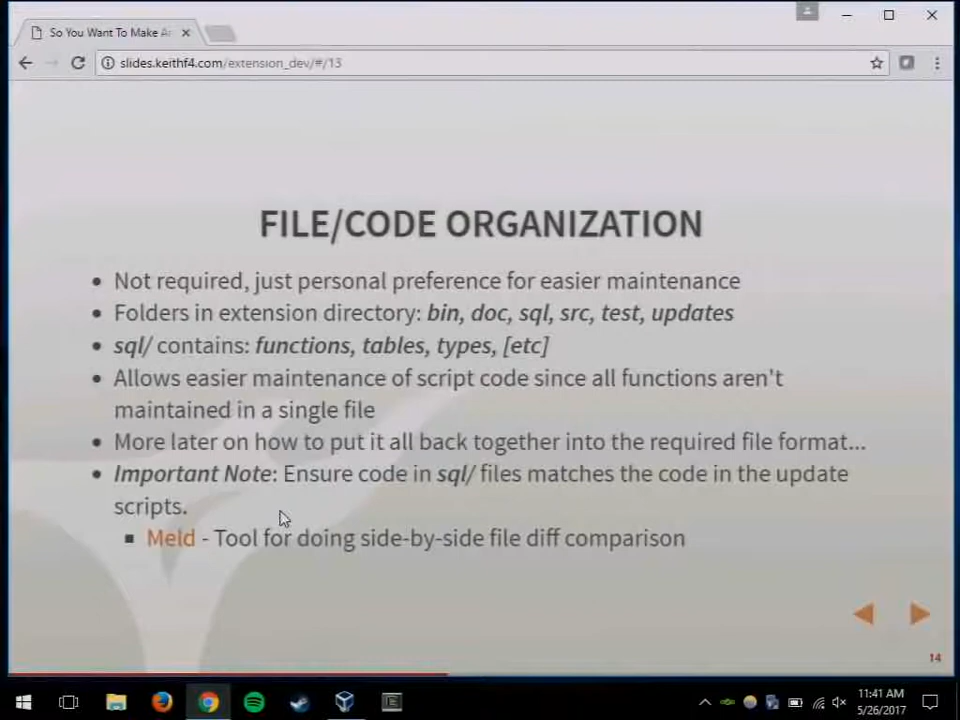 So You Want To Make Ar
slides.keithf4.com/extension_dev/#/13
FILE/CODE ORGANIZATION
Not required, just personal preference for easier maintenance
Folders in extension directory: bin, doc, sql, src, test, updates
sql/ contains: functions, tables, types, [etc]
Allows easier maintenance of script code since all functions aren't
maintained in a single file
More later on how to put it all back together into the required file format...
Important Note: Ensure code in sql/ files matches the code in the update
scripts.
Meld - Tool for doing side-by-side file diff comparison
14
11:41 AM
5/26/2017